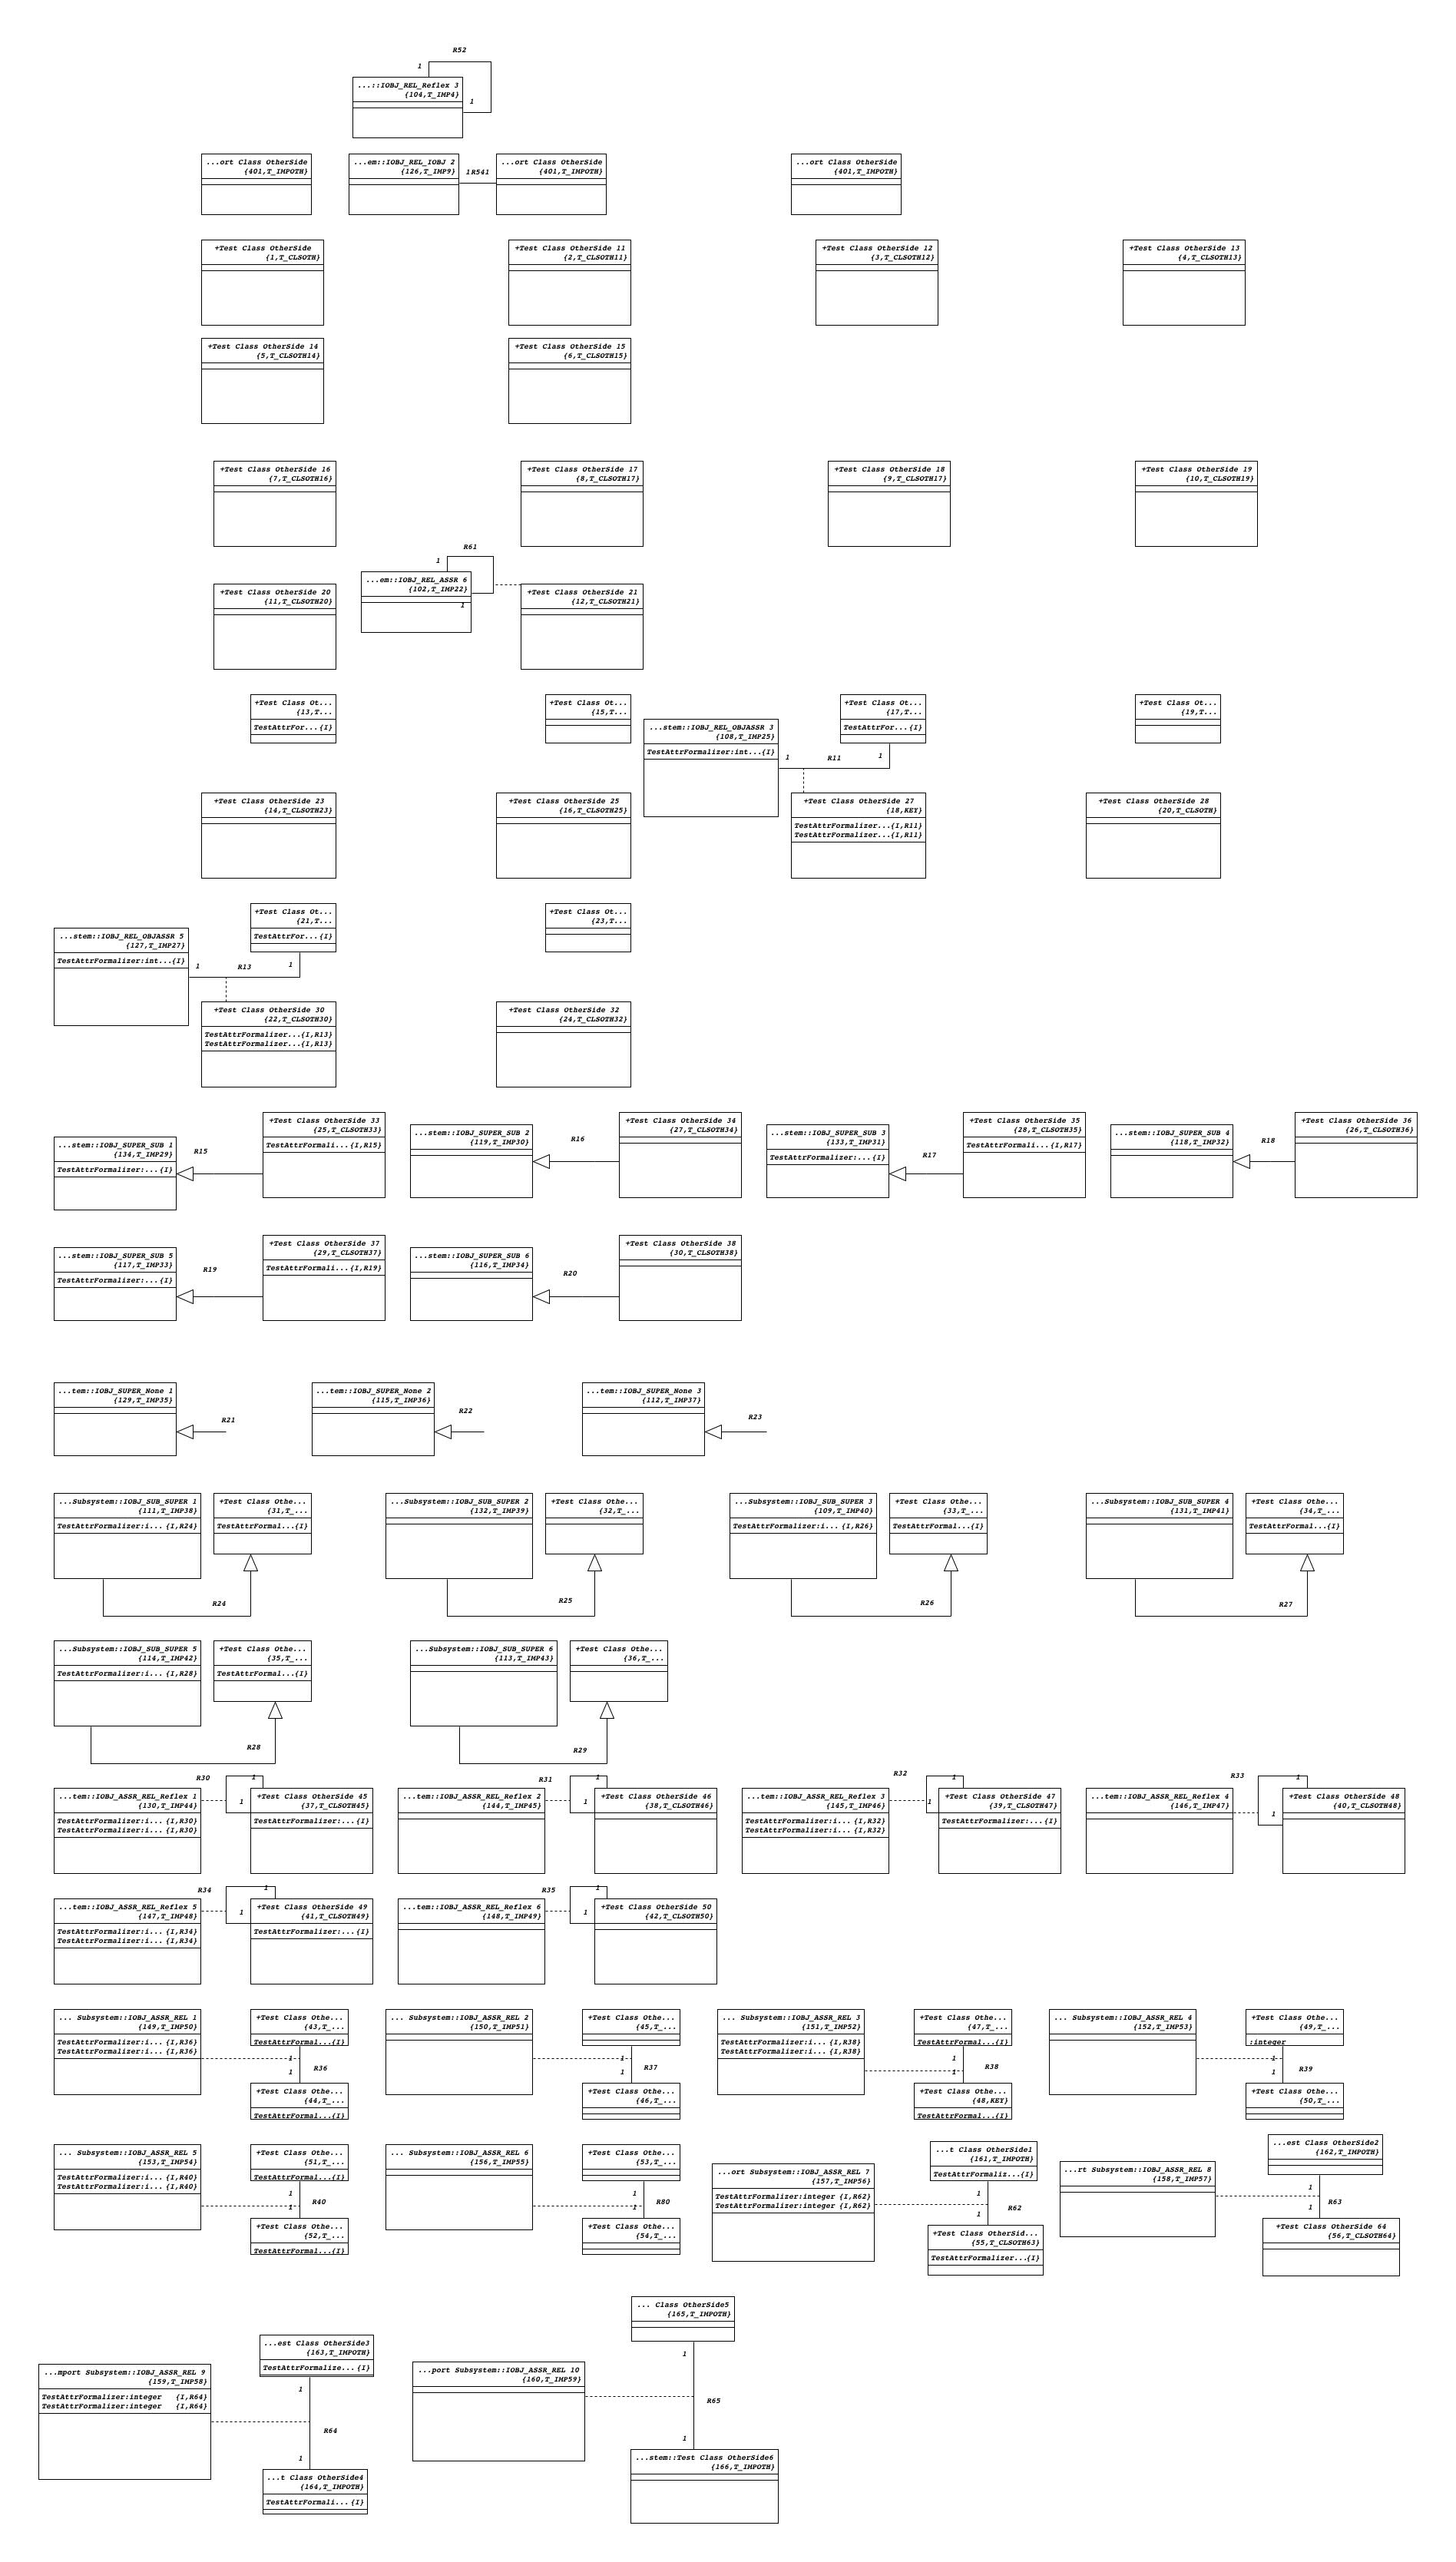 R52
1
...::IOBJ_REL_Reflex 3
{104,T_IMP4}
1
...ort Class OtherSide
{401,T_IMPOTH}
...em::IOBJ_REL_IOBJ 2
{126,T_IMP9}
1R541
...ort Class OtherSide
{401,T_IMPOTH}
...ort Class OtherSide
{401,T_IMPOTH}
+Test Class OtherSide
{1,T_CLSOTH}
+Test Class OtherSide 11
{2,T_CLSOTH11}
+Test Class OtherSide 12
{3,T_CLSOTH12}
+Test Class OtherSide 13
{4,T_CLSOTH13}
+Test Class OtherSide 14
{5,T_CLSOTH14}
+Test Class OtherSide 15
{6,T_CLSOTH15}
+Test Class OtherSide 16
{7,T_CLSOTH16}
+Test Class OtherSide 17
{8,T_CLSOTH17}
+Test Class OtherSide 18
{9,T_CLSOTH17}
+Test Class OtherSide 19
{10,T_CLSOTH19}
R61
1
...em::IOBJ_REL_ASSR 6
{102,T_IMP22}
1
+Test Class OtherSide 20
{11,T_CLSOTH20}
+Test Class OtherSide 21
{12,T_CLSOTH21}
+Test Class Ot...
{13,T...
TestAttrFor...{I}
+Test Class Ot...
{15,T...
...stem::IOBJ_REL_OBJASSR 3
{108,T_IMP25}
TestAttrFormalizer:int...{I}
+Test Class Ot...
{17,T...
TestAttrFor...{I}
1
R11
1
+Test Class Ot...
{19,T...
+Test Class OtherSide 23
{14,T_CLSOTH23}
+Test Class OtherSide 25
{16,T_CLSOTH25}
+Test Class OtherSide 27
{18,KEY}
TestAttrFormalizer...{I,R11}
TestAttrFormalizer...{I,R11}
+Test Class OtherSide 28
{20,T_CLSOTH}
...stem::IOBJ_REL_OBJASSR 5
{127,T_IMP27}
TestAttrFormalizer:int...{I}
+Test Class Ot...
{21,T...
TestAttrFor...{I}
1
R13
1
+Test Class Ot...
{23,T...
+Test Class OtherSide 30
{22,T_CLSOTH30}
TestAttrFormalizer...{I,R13}
TestAttrFormalizer...{I,R13}
+Test Class OtherSide 32
{24,T_CLSOTH32}
...stem::IOBJ_SUPER_SUB 1
{134,T_IMP29}
TestAttrFormalizer:...{I}
R15
+Test Class OtherSide 33
{25,T_CLSOTH33}
TestAttrFormali...{I,R15}
...stem::IOBJ_SUPER_SUB 2
{119,T_IMP30}
R16
+Test Class OtherSide 34
{27,T_CLSOTH34}
...stem::IOBJ_SUPER_SUB 3
{133,T_IMP31}
TestAttrFormalizer:...{I}
R17
+Test Class OtherSide 35
{28,T_CLSOTH35}
TestAttrFormali...{I,R17}
...stem::IOBJ_SUPER_SUB 4
{118,T_IMP32}
R18
+Test Class OtherSide 36
{26,T_CLSOTH36}
...stem::IOBJ_SUPER_SUB 5
{117,T_IMP33}
TestAttrFormalizer:...{I}
R19
+Test Class OtherSide 37
{29,T_CLSOTH37}
TestAttrFormali...{I,R19}
...stem::IOBJ_SUPER_SUB 6
{116,T_IMP34}
R20
+Test Class OtherSide 38
{30,T_CLSOTH38}
...tem::IOBJ_SUPER_None 1
{129,T_IMP35}
R21
...tem::IOBJ_SUPER_None 2
{115,T_IMP36}
R22
...tem::IOBJ_SUPER_None 3
{112,T_IMP37}
R23
...Subsystem::IOBJ_SUB_SUPER 1
{111,T_IMP38}
TestAttrFormalizer:i... {I,R24}
+Test Class Othe...
{31,T_...
TestAttrFormal...{I}
R24
...Subsystem::IOBJ_SUB_SUPER 2
{132,T_IMP39}
+Test Class Othe...
{32,T_...
R25
...Subsystem::IOBJ_SUB_SUPER 3
{109,T_IMP40}
TestAttrFormalizer:i... {I,R26}
+Test Class Othe...
{33,T_...
TestAttrFormal...{I}
R26
...Subsystem::IOBJ_SUB_SUPER 4
{131,T_IMP41}
+Test Class Othe...
{34,T_...
TestAttrFormal...{I}
R27
...Subsystem::IOBJ_SUB_SUPER 5
{114,T_IMP42}
TestAttrFormalizer:i... {I,R28}
+Test Class Othe...
{35,T_...
TestAttrFormal...{I}
R28
...Subsystem::IOBJ_SUB_SUPER 6
{113,T_IMP43}
+Test Class Othe...
{36,T_...
R29
...tem::IOBJ_ASSR_REL_Reflex 1
{130,T_IMP44}
TestAttrFormalizer:i... {I,R30}
TestAttrFormalizer:i... {I,R30}
R30
1
1
+Test Class OtherSide 45
{37,T_CLSOTH45}
TestAttrFormalizer:...{I}
...tem::IOBJ_ASSR_REL_Reflex 2
{144,T_IMP45}
R31
1
1
+Test Class OtherSide 46
{38,T_CLSOTH46}
...tem::IOBJ_ASSR_REL_Reflex 3
{145,T_IMP46}
TestAttrFormalizer:i... {I,R32}
TestAttrFormalizer:i... {I,R32}
R32
1
1
+Test Class OtherSide 47
{39,T_CLSOTH47}
TestAttrFormalizer:...{I}
...tem::IOBJ_ASSR_REL_Reflex 4
{146,T_IMP47}
R33
1
1
+Test Class OtherSide 48
{40,T_CLSOTH48}
...tem::IOBJ_ASSR_REL_Reflex 5
{147,T_IMP48}
TestAttrFormalizer:i... {I,R34}
TestAttrFormalizer:i... {I,R34}
R34
1
1
+Test Class OtherSide 49
{41,T_CLSOTH49}
TestAttrFormalizer:...{I}
...tem::IOBJ_ASSR_REL_Reflex 6
{148,T_IMP49}
R35
1
1
+Test Class OtherSide 50
{42,T_CLSOTH50}
... Subsystem::IOBJ_ASSR_REL 1
{149,T_IMP50}
TestAttrFormalizer:i... {I,R36}
TestAttrFormalizer:i... {I,R36}
+Test Class Othe...
{43,T_...
TestAttrFormal...{I}
1
1
R36
+Test Class Othe...
{44,T_...
TestAttrFormal...{I}
... Subsystem::IOBJ_ASSR_REL 2
{150,T_IMP51}
+Test Class Othe...
{45,T_...
1
1
R37
+Test Class Othe...
{46,T_...
... Subsystem::IOBJ_ASSR_REL 3
{151,T_IMP52}
TestAttrFormalizer:i... {I,R38}
TestAttrFormalizer:i... {I,R38}
+Test Class Othe...
{47,T_...
TestAttrFormal...{I}
1
1
R38
+Test Class Othe...
{48,KEY}
TestAttrFormal...{I}
... Subsystem::IOBJ_ASSR_REL 4
{152,T_IMP53}
+Test Class Othe...
{49,T_...
:integer
1
1
R39
+Test Class Othe...
{50,T_...
... Subsystem::IOBJ_ASSR_REL 5
{153,T_IMP54}
TestAttrFormalizer:i... {I,R40}
TestAttrFormalizer:i... {I,R40}
+Test Class Othe...
{51,T_...
TestAttrFormal...{I}
1
1
R40
+Test Class Othe...
{52,T_...
TestAttrFormal...{I}
... Subsystem::IOBJ_ASSR_REL 6
{156,T_IMP55}
+Test Class Othe...
{53,T_...
1
1
R80
+Test Class Othe...
{54,T_...
...ort Subsystem::IOBJ_ASSR_REL 7
{157,T_IMP56}
TestAttrFormalizer:integer {I,R62}
TestAttrFormalizer:integer {I,R62}
...t Class OtherSide1
{161,T_IMPOTH}
TestAttrFormaliz...{I}
1
R62
1
+Test Class OtherSid...
{55,T_CLSOTH63}
TestAttrFormalizer...{I}
...rt Subsystem::IOBJ_ASSR_REL 8
{158,T_IMP57}
...est Class OtherSide2
{162,T_IMPOTH}
1
R63
1
+Test Class OtherSide 64
{56,T_CLSOTH64}
...mport Subsystem::IOBJ_ASSR_REL 9
{159,T_IMP58}
TestAttrFormalizer:integer {I,R64}
TestAttrFormalizer:integer {I,R64}
...est Class OtherSide3
{163,T_IMPOTH}
TestAttrFormalize...{I}
1
R64
1
...t Class OtherSide4
{164,T_IMPOTH}
TestAttrFormali...{I}
...port Subsystem::IOBJ_ASSR_REL 10
{160,T_IMP59}
... Class OtherSide5
{165,T_IMPOTH}
1
R65
1
...stem::Test Class OtherSide6
{166,T_IMPOTH}